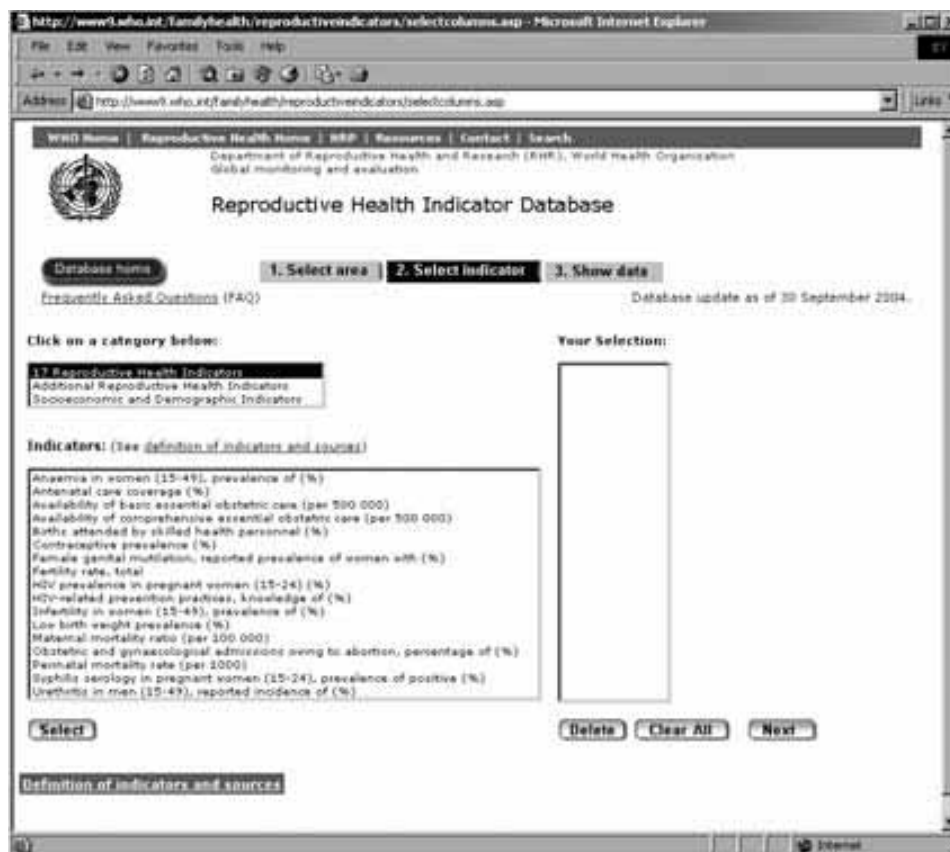 http://www9.who.int/familyhealth/reproductiveindicators/selectcolumns.asp - Microsoft Internet Explorer
File Edit View Favorites Tools Help
Address http://www9.who.int/familyhealth/reproductiveindicators/selectcolumns.asp Links
WHO Home | Reproductive Health Home | HRP | Resources | Contact | Search
Department of Reproductive Health and Research (RHR), World Health Organization
Global monitoring and evaluation
Reproductive Health Indicator Database
Database home 1. Select area 2. Select indicator 3. Show data
Frequently Asked Questions (FAQ) Database update as of 30 September 2004.
Click on a category below: Your Selection:
17 Reproductive Health Indicators
Additional Reproductive Health Indicators
Socioeconomic and Demographic Indicators
Indicators: (See definition of indicators and sources)
Anaemia in women (15-49), prevalence of (%)
Antenatal care coverage (%)
Availability of basic essential obstetric care (per 500 000)
Availability of comprehensive essential obstetric care (per 500 000)
Births attended by skilled health personnel (%)
Contraceptive prevalence (%)
Female genital mutilation, reported prevalence of women with (%)
Fertility rate, total
HIV prevalence in pregnant women (15-24) (%)
HIV-related prevention practices, knowledge of (%)
Infertility in women (15-49), prevalence of (%)
Low birth weight prevalence (%)
Maternal mortality ratio (per 100 000)
Obstetric and gynaecological admissions owing to abortion, percentage of (%)
Perinatal mortality rate (per 1000)
Syphilis serology in pregnant women (15-24), prevalence of positive (%)
Urethritis in men (15-49), reported incidence of (%)
Select Delete Clear All Next
Definition of indicators and sources
Internet